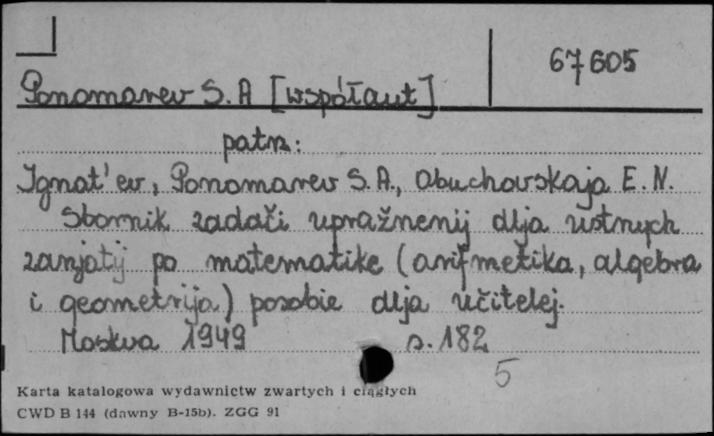 67605
Ponomarev S. A [współaut]
patrz:
Ignat'ev, Ponomarev S. A., Obuchovskaja E. N.
Sbornik zadači upražnenij dlja ustnych
zanjatij po matematike (arifmetika, algebra
i geometrija) posobie dlja učitelej.
Moskva 1949 s. 182
5
Karta katalogowa wydawnictw zwartych i ciągłych
CWD B 144 (dawny B-15b). ZGG 91